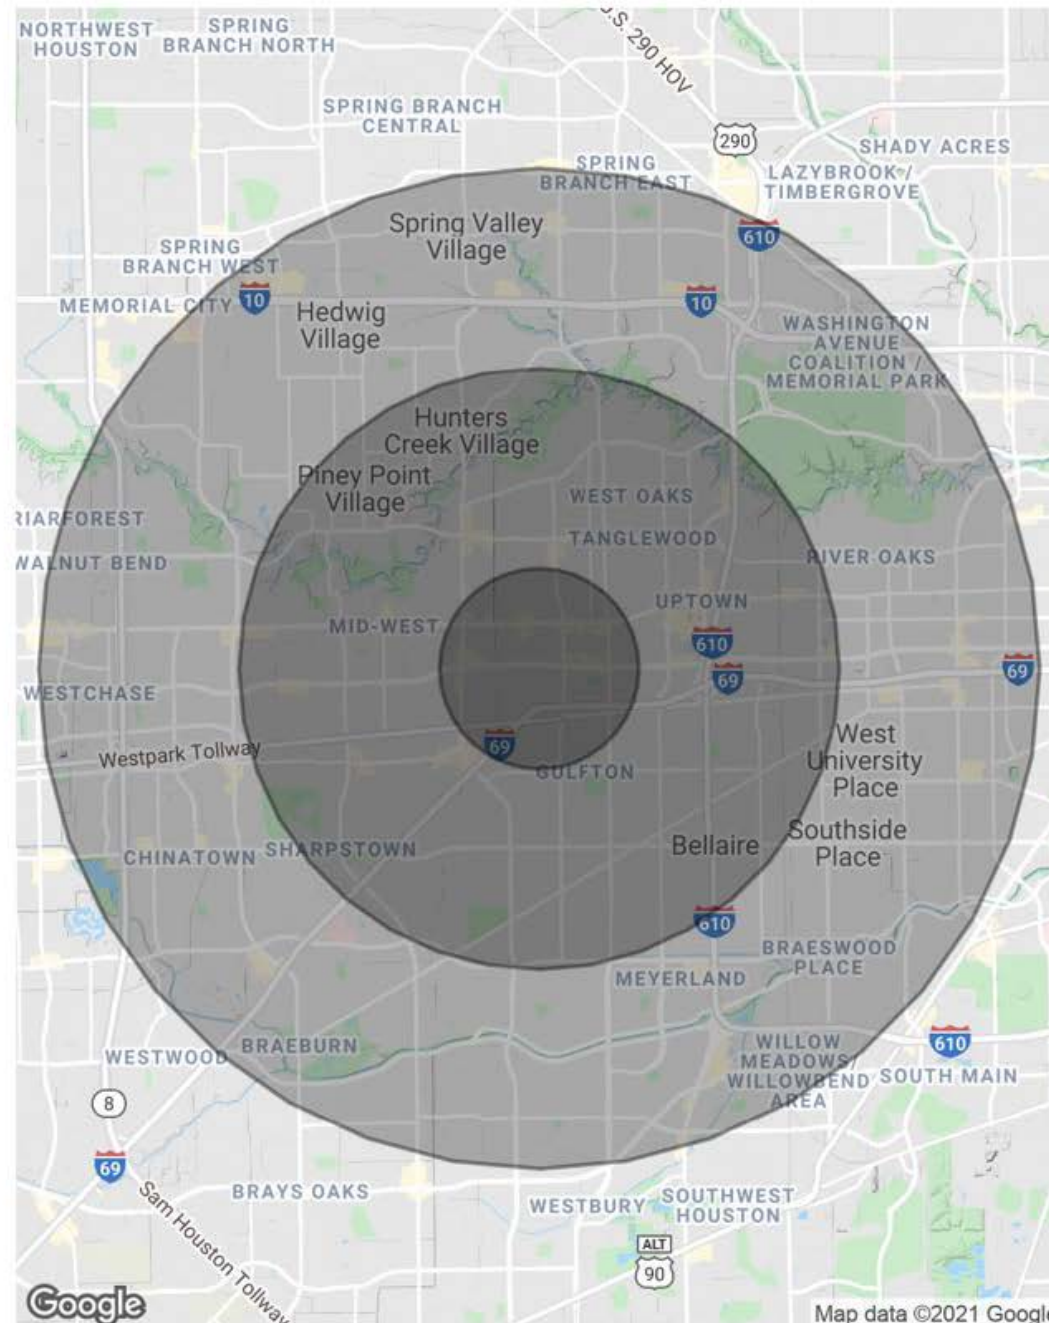 NORTHWEST
HOUSTON
SPRING
BRANCH NORTH
U.S. 290 HOV
SPRING BRANCH
CENTRAL
290
SHADY ACRES
SPRING
BRANCH EAST
LAZYBROOK /
TIMBERGROVE
Spring Valley
Village
610
SPRING
BRANCH WEST
MEMORIAL CITY
10
Hedwig
Village
10
WASHINGTON
AVENUE
COALITION /
MEMORIAL PARK
Hunters
Creek Village
Piney Point
Village
WEST OAKS
RIARFOREST
TANGLEWOOD
WALNUT BEND
RIVER OAKS
UPTOWN
MID-WEST
610
69
69
WESTCHASE
Westpark Tollway
69
West
University
Place
GULFTON
CHINATOWN
SHARPSTOWN
Bellaire
Southside
Place
610
BRAESWOOD
PLACE
MEYERLAND
WESTWOOD
BRAEBURN
WILLOW
MEADOWS/
WILLOWBEND
AREA
610
SOUTH MAIN
8
69
BRAYS OAKS
Sam Houston Tollway
WESTBURY
SOUTHWEST
HOUSTON
ALT
90
Google
Map data ©2021 Google